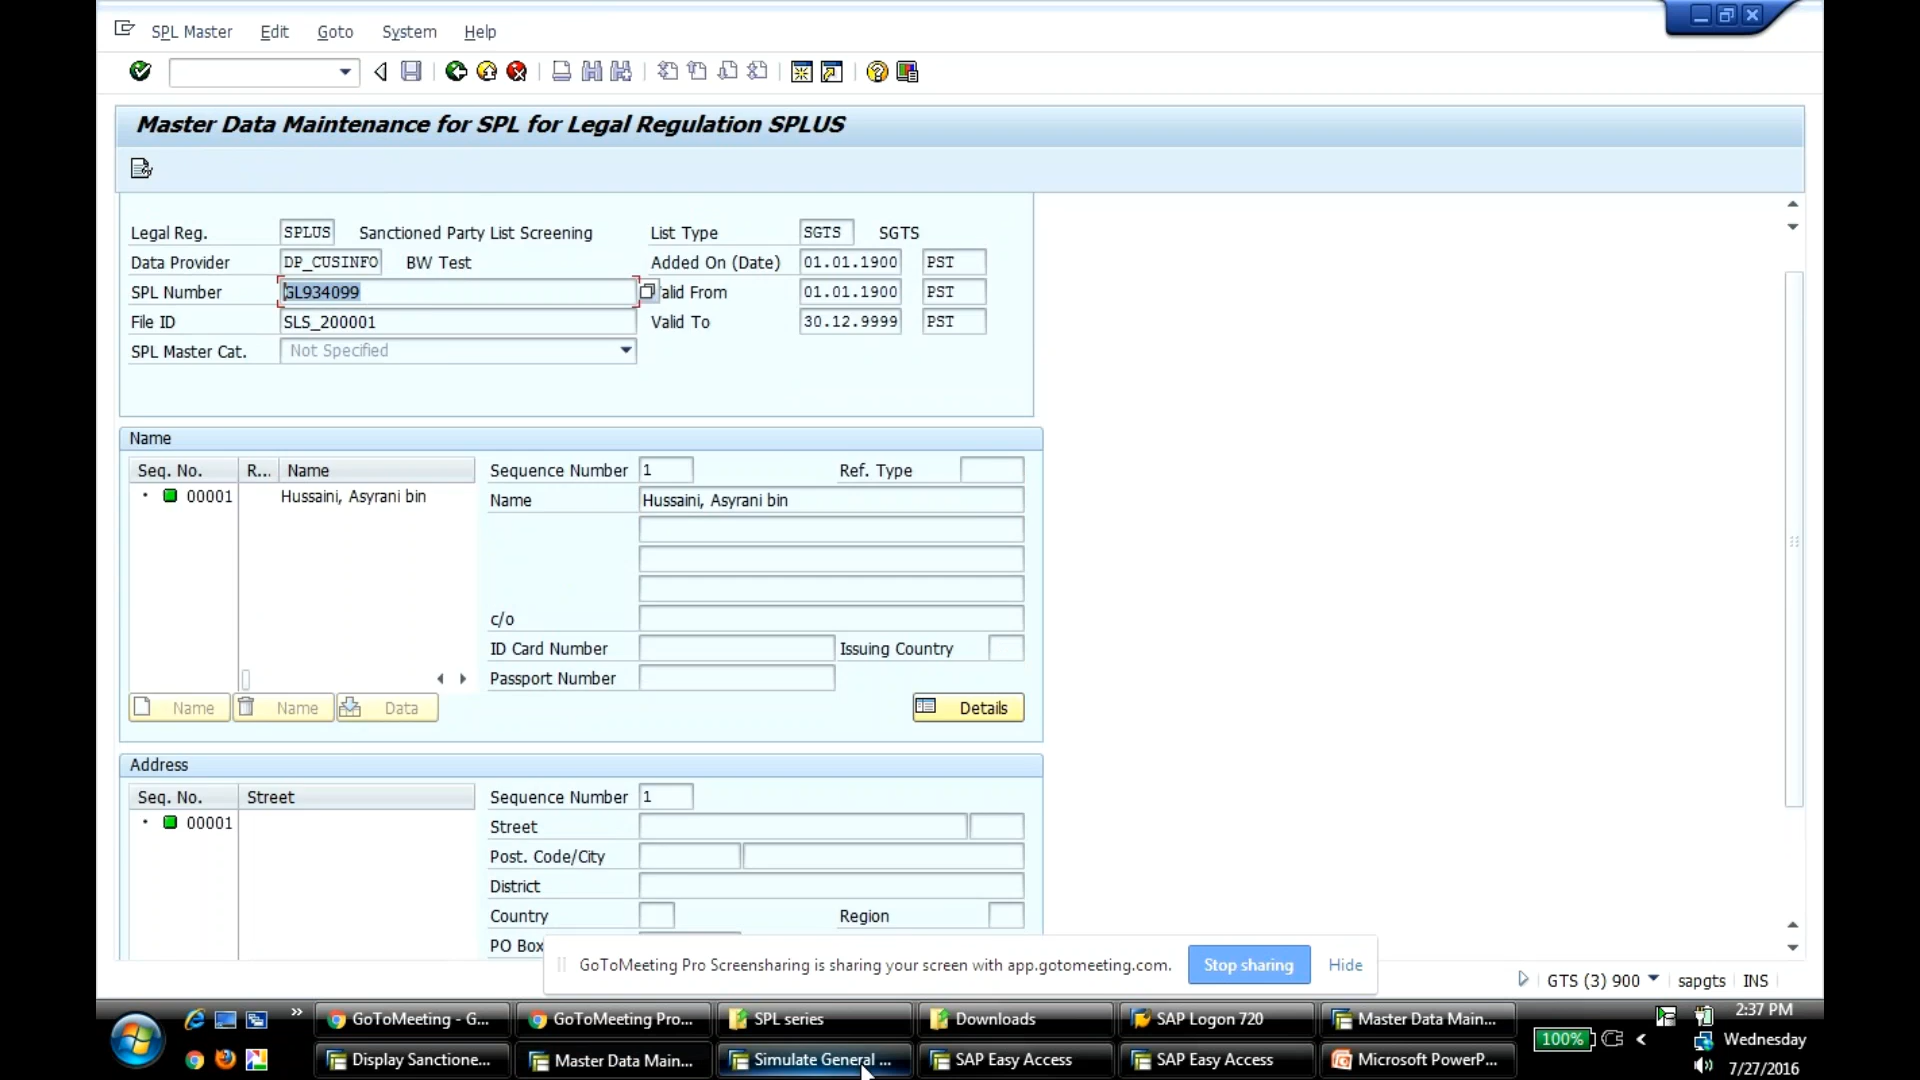 SPL Master Edit Goto System Help
Master Data Maintenance for SPL for Legal Regulation SPLUS
Legal Reg. SPLUS Sanctioned Party List Screening List Type SGTS SGTS
Data Provider DP_CUSINFO BW Test Added On (Date) 01.01.1900 PST
SPL Number GL934099 alid From 01.01.1900 PST
File ID SLS_200001 Valid To 30.12.9999 PST
SPL Master Cat. Not Specified
Name
Seq. No. R... Name Sequence Number 1 Ref. Type
00001 Hussaini, Asyrani bin Name Hussaini, Asyrani bin
c/o
ID Card Number Issuing Country
Passport Number
Name Name Data Details
Address
Seq. No. Street Sequence Number 1
00001 Street
Post. Code/City
District
Country Region
PO Box
GoToMeeting Pro Screensharing is sharing your screen with app.gotomeeting.com. Stop sharing Hide
GTS (3) 900 sapgts INS
» GoToMeeting - G... GoToMeeting Pro... SPL series Downloads SAP Logon 720 Master Data Main... 2:37 PM
100% Wednesday
Display Sanctione... Master Data Main... Simulate General ... SAP Easy Access SAP Easy Access Microsoft PowerP... 7/27/2016